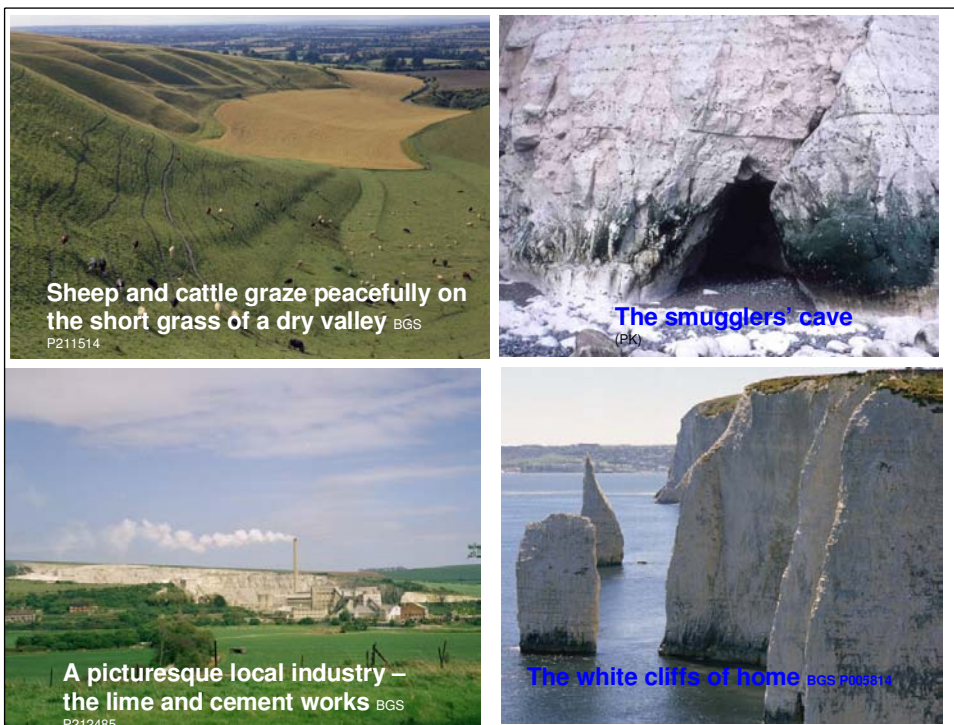 Sheep and cattle graze peacefully on
the short grass of a dry valley BGS
P211514
The smugglers’ cave
(PK)
A picturesque local industry –
the lime and cement works BGS
P212485
The white cliffs of home BGS P005814